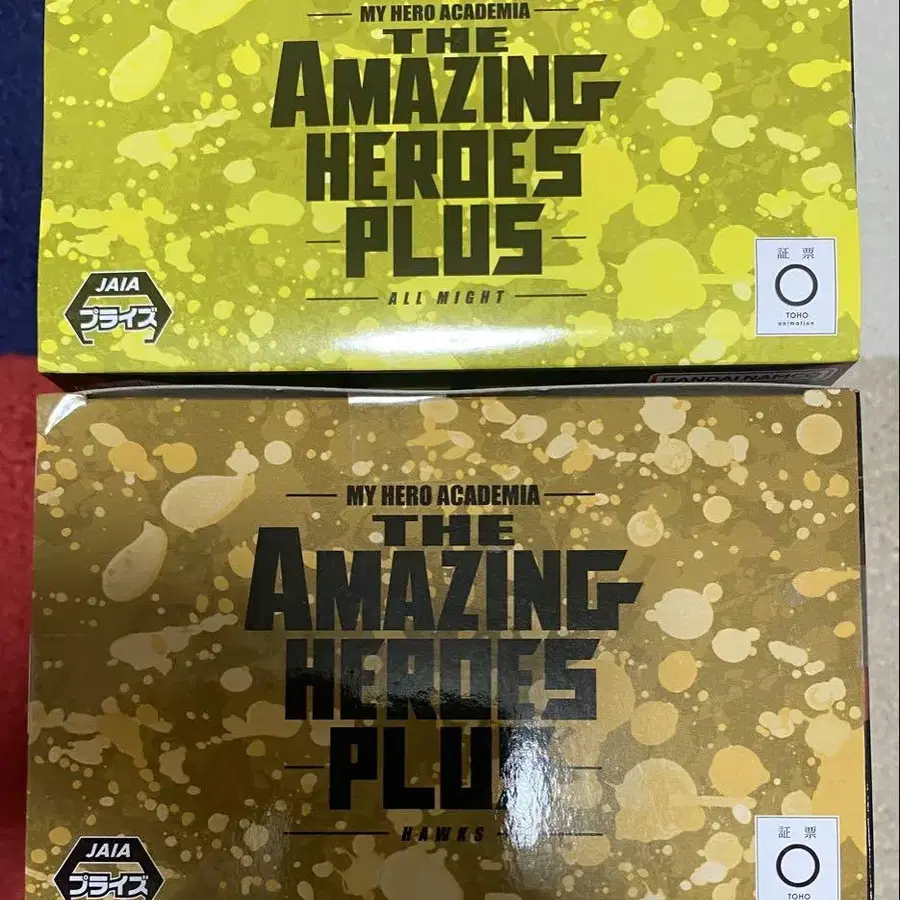 MY HERO ACADEMIA
THE
AMAZING
HEROES
PLUS
ALL MIGHT
JAIA
プライズ
証票
TOHO
animation
BANDAI NAMCO
MY HERO ACADEMIA
THE
AMAZING
HEROES
PLUS
HAWKS
JAIA
プライズ
証票
TOHO